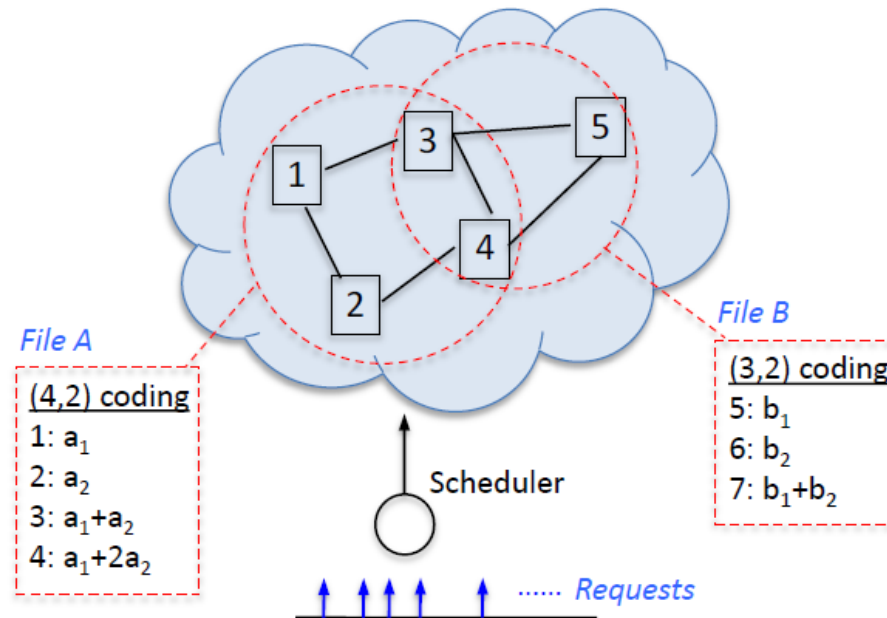 3
5
1
4
2
File A
(4,2) coding
1: a₁
2: a₂
3: a₁+a₂
4: a₁+2a₂
File B
(3,2) coding
5: b₁
6: b₂
7: b₁+b₂
Scheduler
...... Requests